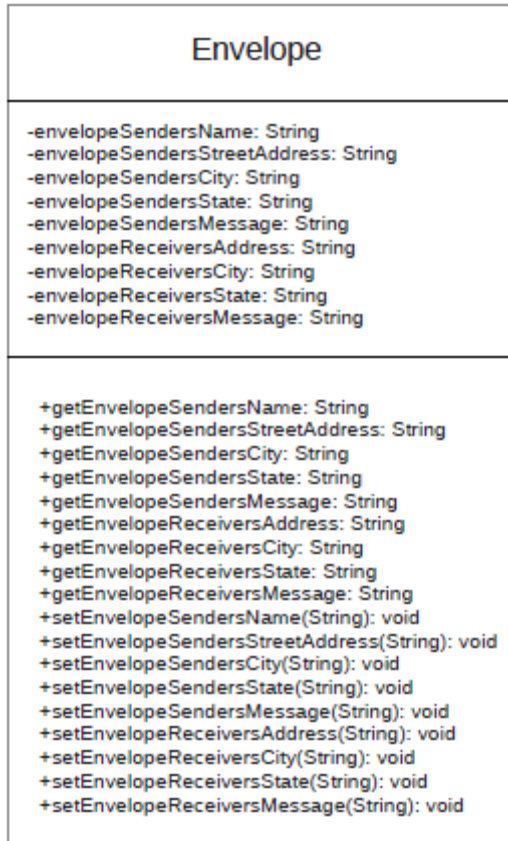 Envelope
-envelopeSendersName: String
-envelopeSendersStreetAddress: String
-envelopeSendersCity: String
-envelopeSendersState: String
-envelopeSendersMessage: String
-envelopeReceiversAddress: String
-envelopeReceiversCity: String
-envelopeReceiversState: String
-envelopeReceiversMessage: String
+getEnvelopeSendersName: String
+getEnvelopeSendersStreetAddress: String
+getEnvelopeSendersCity: String
+getEnvelopeSendersState: String
+getEnvelopeSendersMessage: String
+getEnvelopeReceiversAddress: String
+getEnvelopeReceiversCity: String
+getEnvelopeReceiversState: String
+getEnvelopeReceiversMessage: String
+setEnvelopeSendersName(String): void
+setEnvelopeSendersStreetAddress(String): void
+setEnvelopeSendersCity(String): void
+setEnvelopeSendersState(String): void
+setEnvelopeSendersMessage(String): void
+setEnvelopeReceiversAddress(String): void
+setEnvelopeReceiversCity(String): void
+setEnvelopeReceiversState(String): void
+setEnvelopeReceiversMessage(String): void